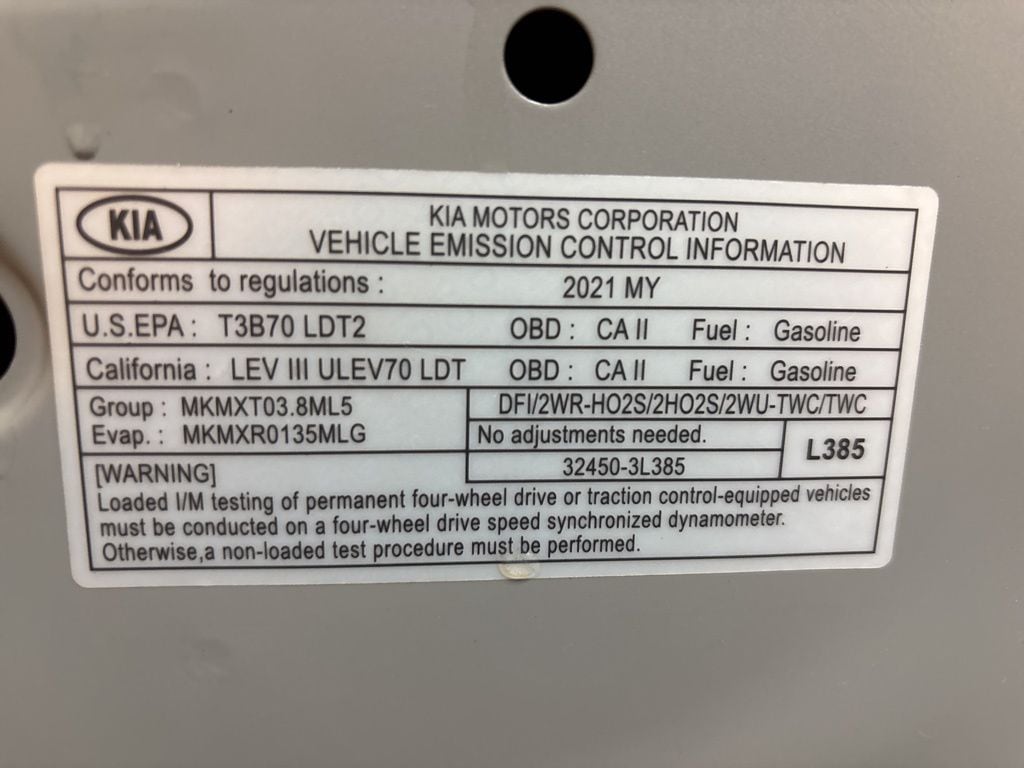 KIA
KIA MOTORS CORPORATION
VEHICLE EMISSION CONTROL INFORMATION
Conforms to regulations : 2021 MY
U.S.EPA : T3B70 LDT2 OBD : CA II Fuel : Gasoline
California : LEV III ULEV70 LDT OBD : CA II Fuel : Gasoline
Group : MKMXT03.8ML5
Evap. : MKMXR0135MLG
DFI/2WR-HO2S/2HO2S/2WU-TWC/TWC
No adjustments needed.
32450-3L385
L385
[WARNING]
Loaded I/M testing of permanent four-wheel drive or traction control-equipped vehicles
must be conducted on a four-wheel drive speed synchronized dynamometer.
Otherwise,a non-loaded test procedure must be performed.